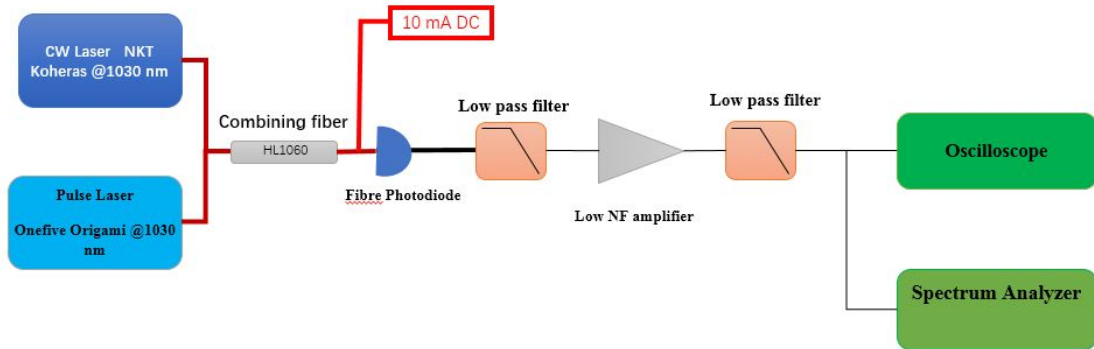 10 mA DC
CW Laser NKT
Koheras @1030 nm
Combining fiber
HL1060
Low pass filter
Low pass filter
Oscilloscope
Pulse Laser
Onefive Origami @1030
nm
Fibre Photodiode
Low NF amplifier
Spectrum Analyzer